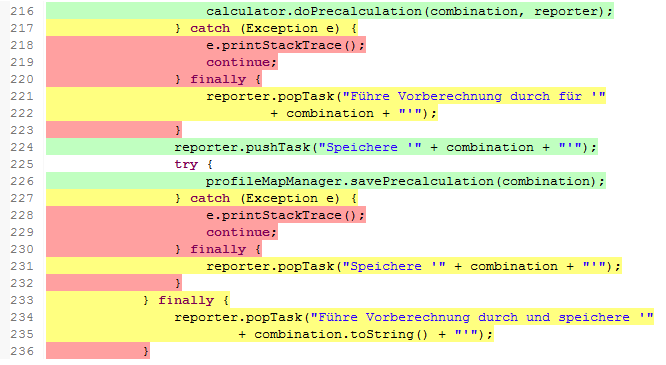 216 calculator.doPrecalculation(combination, reporter);
217 } catch (Exception e) {
218 e.printStackTrace();
219 continue;
220 } finally {
221 reporter.popTask("Führe Vorberechnung durch für '"
222 + combination + "'");
223 }
224 reporter.pushTask("Speichere '" + combination + "'");
225 try {
226 profileMapManager.savePrecalculation(combination);
227 } catch (Exception e) {
228 e.printStackTrace();
229 continue;
230 } finally {
231 reporter.popTask("Speichere '" + combination + "'");
232 }
233 } finally {
234 reporter.popTask("Führe Vorberechnung durch und speichere '"
235 + combination.toString() + "'");
236 }